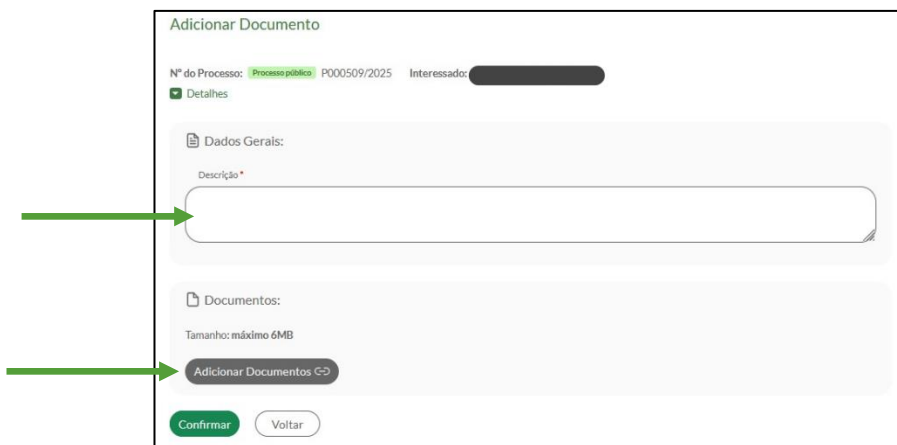 Adicionar Documento
Nº do Processo: Processo público P000509/2025 Interessado:
Detalhes
Dados Gerais:
Descrição *
Documentos:
Tamanho: máximo 6MB
Adicionar Documentos
Confirmar Voltar